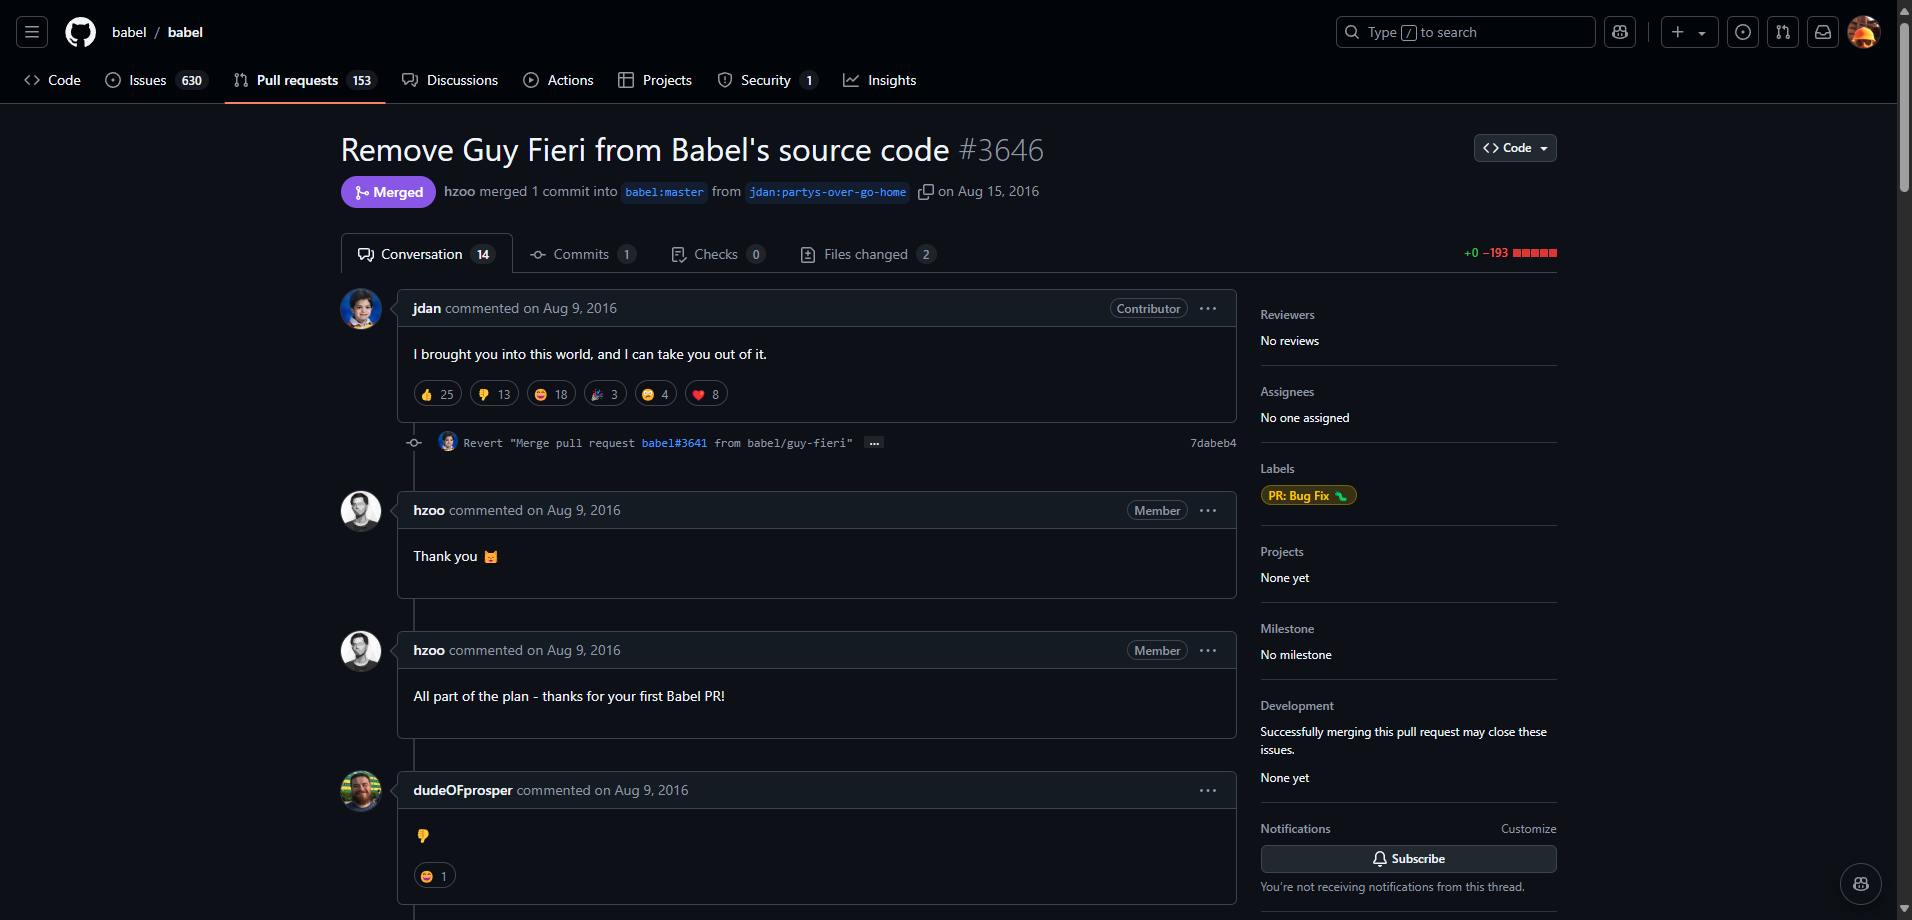 babel / babel
Type / to search
Code
Issues 630
Pull requests 153
Discussions
Actions
Projects
Security 1
Insights
Remove Guy Fieri from Babel's source code #3646
Code
Merged
hzoo merged 1 commit into babel:master from jdan:partys-over-go-home on Aug 15, 2016
Conversation 14
Commits 1
Checks 0
Files changed 2
+0 −193
jdan commented on Aug 9, 2016
Contributor
I brought you into this world, and I can take you out of it.
👍 25 👎 13 😄 18 🎉 3 😕 4 ❤️ 8
Revert "Merge pull request babel#3641 from babel/guy-fieri" …
7dabeb4
hzoo commented on Aug 9, 2016
Member
Thank you 😺
hzoo commented on Aug 9, 2016
Member
All part of the plan - thanks for your first Babel PR!
dudeOFprosper commented on Aug 9, 2016
👎
😄 1
Reviewers
No reviews
Assignees
No one assigned
Labels
PR: Bug Fix 🐛
Projects
None yet
Milestone
No milestone
Development
Successfully merging this pull request may close these
issues.
None yet
Notifications
Customize
Subscribe
You're not receiving notifications from this thread.